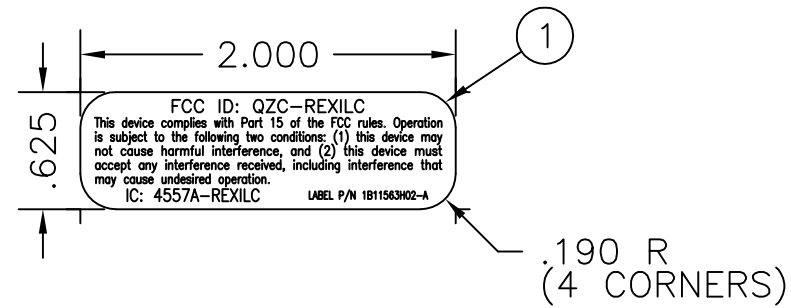 2.000
1
.625
FCC ID: QZC-REXILC
This device complies with Part 15 of the FCC rules. Operation
is subject to the following two conditions: (1) this device may
not cause harmful interference, and (2) this device must
accept any interference received, including interference that
may cause undesired operation.
IC: 4557A-REXILC LABEL P/N 1B11563H02-A
.190 R
(4 CORNERS)